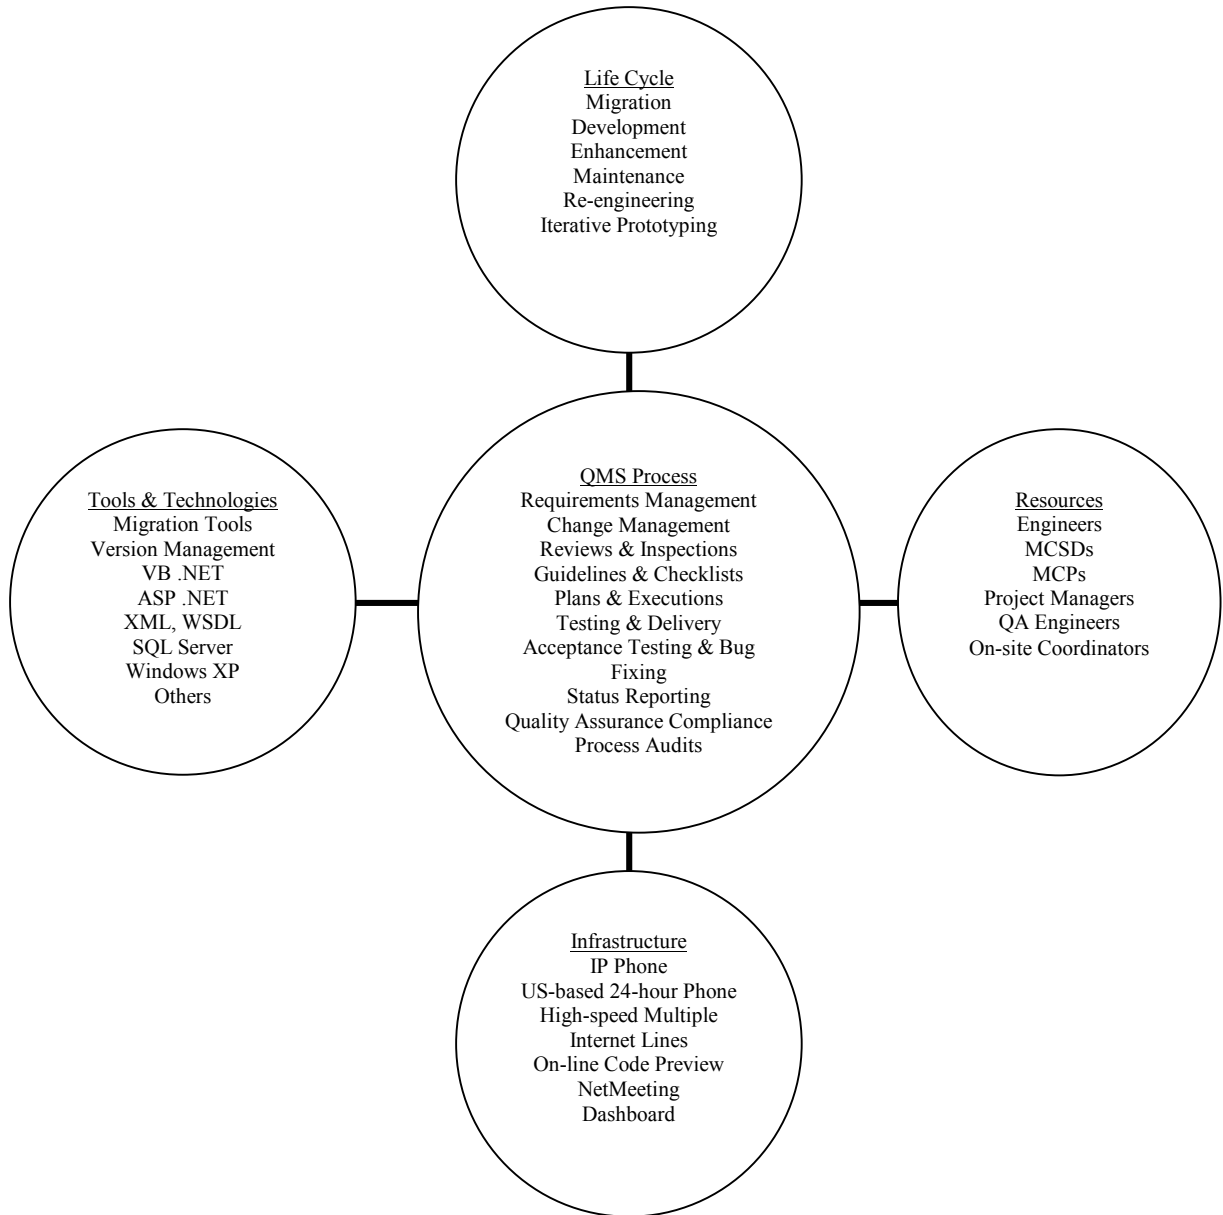 Life Cycle
Migration
Development
Enhancement
Maintenance
Re-engineering
Iterative Prototyping
Tools & Technologies
Migration Tools
Version Management
VB .NET
ASP .NET
XML, WSDL
SQL Server
Windows XP
Others
QMS Process
Requirements Management
Change Management
Reviews & Inspections
Guidelines & Checklists
Plans & Executions
Testing & Delivery
Acceptance Testing & Bug
Fixing
Status Reporting
Quality Assurance Compliance
Process Audits
Resources
Engineers
MCSDs
MCPs
Project Managers
QA Engineers
On-site Coordinators
Infrastructure
IP Phone
US-based 24-hour Phone
High-speed Multiple
Internet Lines
On-line Code Preview
NetMeeting
Dashboard